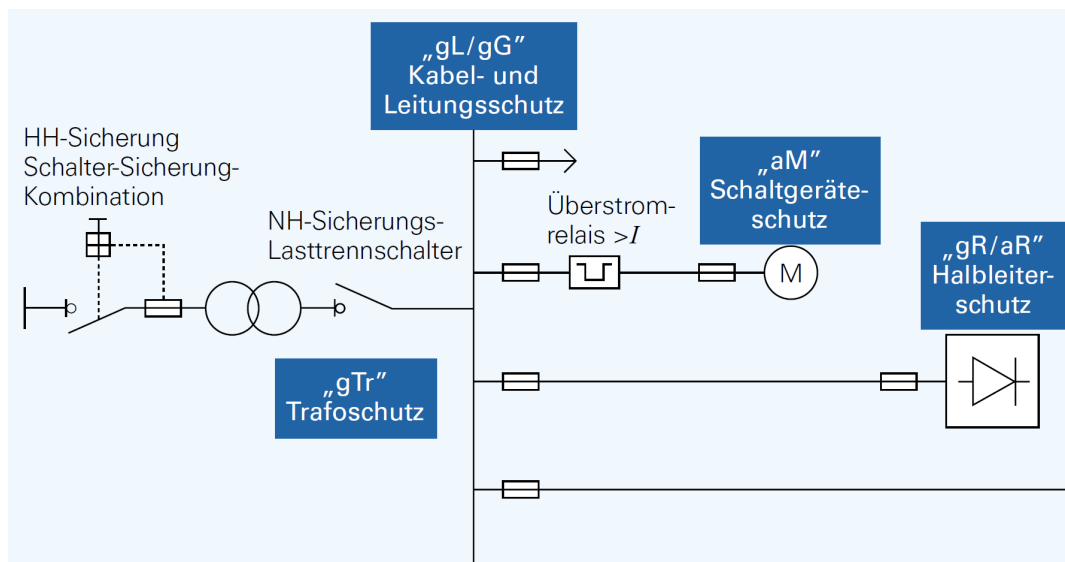 „gL/gG”
Kabel- und
Leitungsschutz
HH-Sicherung
Schalter-Sicherung-
Kombination
NH-Sicherungs-
Lasttrennschalter
Überstrom-
relais >I
„aM”
Schaltgeräte-
schutz
M
„gR/aR”
Halbleiter-
schutz
„gTr”
Trafoschutz